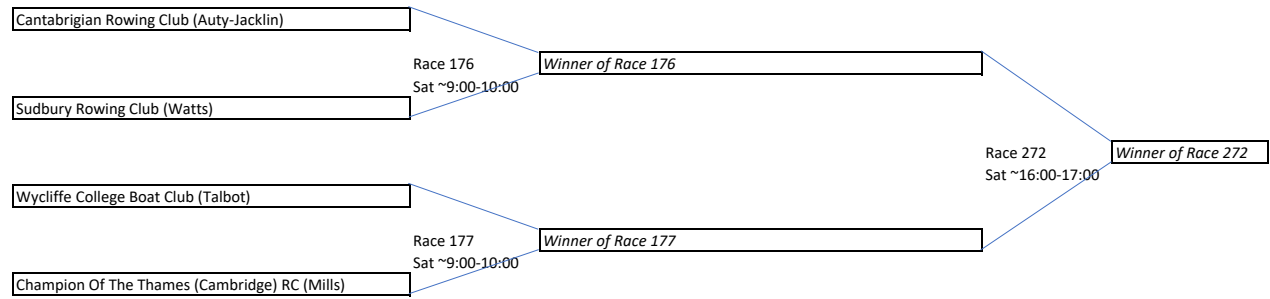 Cantabrigian Rowing Club (Auty-Jacklin)
Race 176
Sat ~9:00-10:00
Winner of Race 176
Sudbury Rowing Club (Watts)
Race 272
Sat ~16:00-17:00
Winner of Race 272
Wycliffe College Boat Club (Talbot)
Race 177
Sat ~9:00-10:00
Winner of Race 177
Champion Of The Thames (Cambridge) RC (Mills)